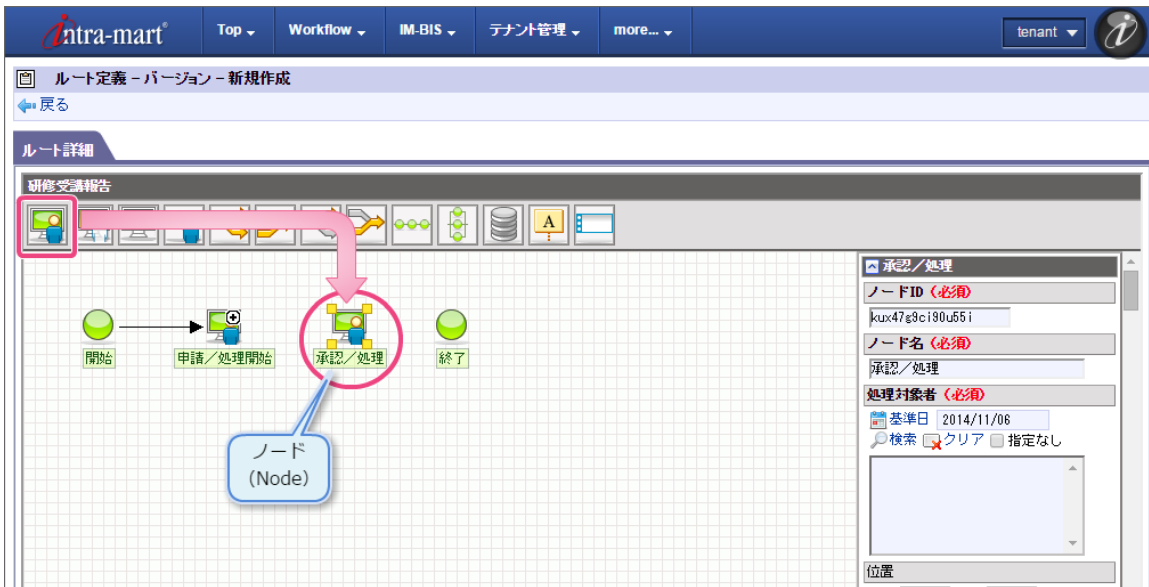 intra-mart®
Top
Workflow
IM-BIS
テナント管理
more...
tenant
ルート定義 - バージョン - 新規作成
戻る
ルート詳細
研修受講報告
A
開始
申請/処理開始
承認/処理
終了
ノード
(Node)
承認/処理
ノードID (必須)
kux47g9ci90u55i
ノード名 (必須)
承認/処理
処理対象者 (必須)
基準日 2014/11/06
検索 クリア 指定なし
位置